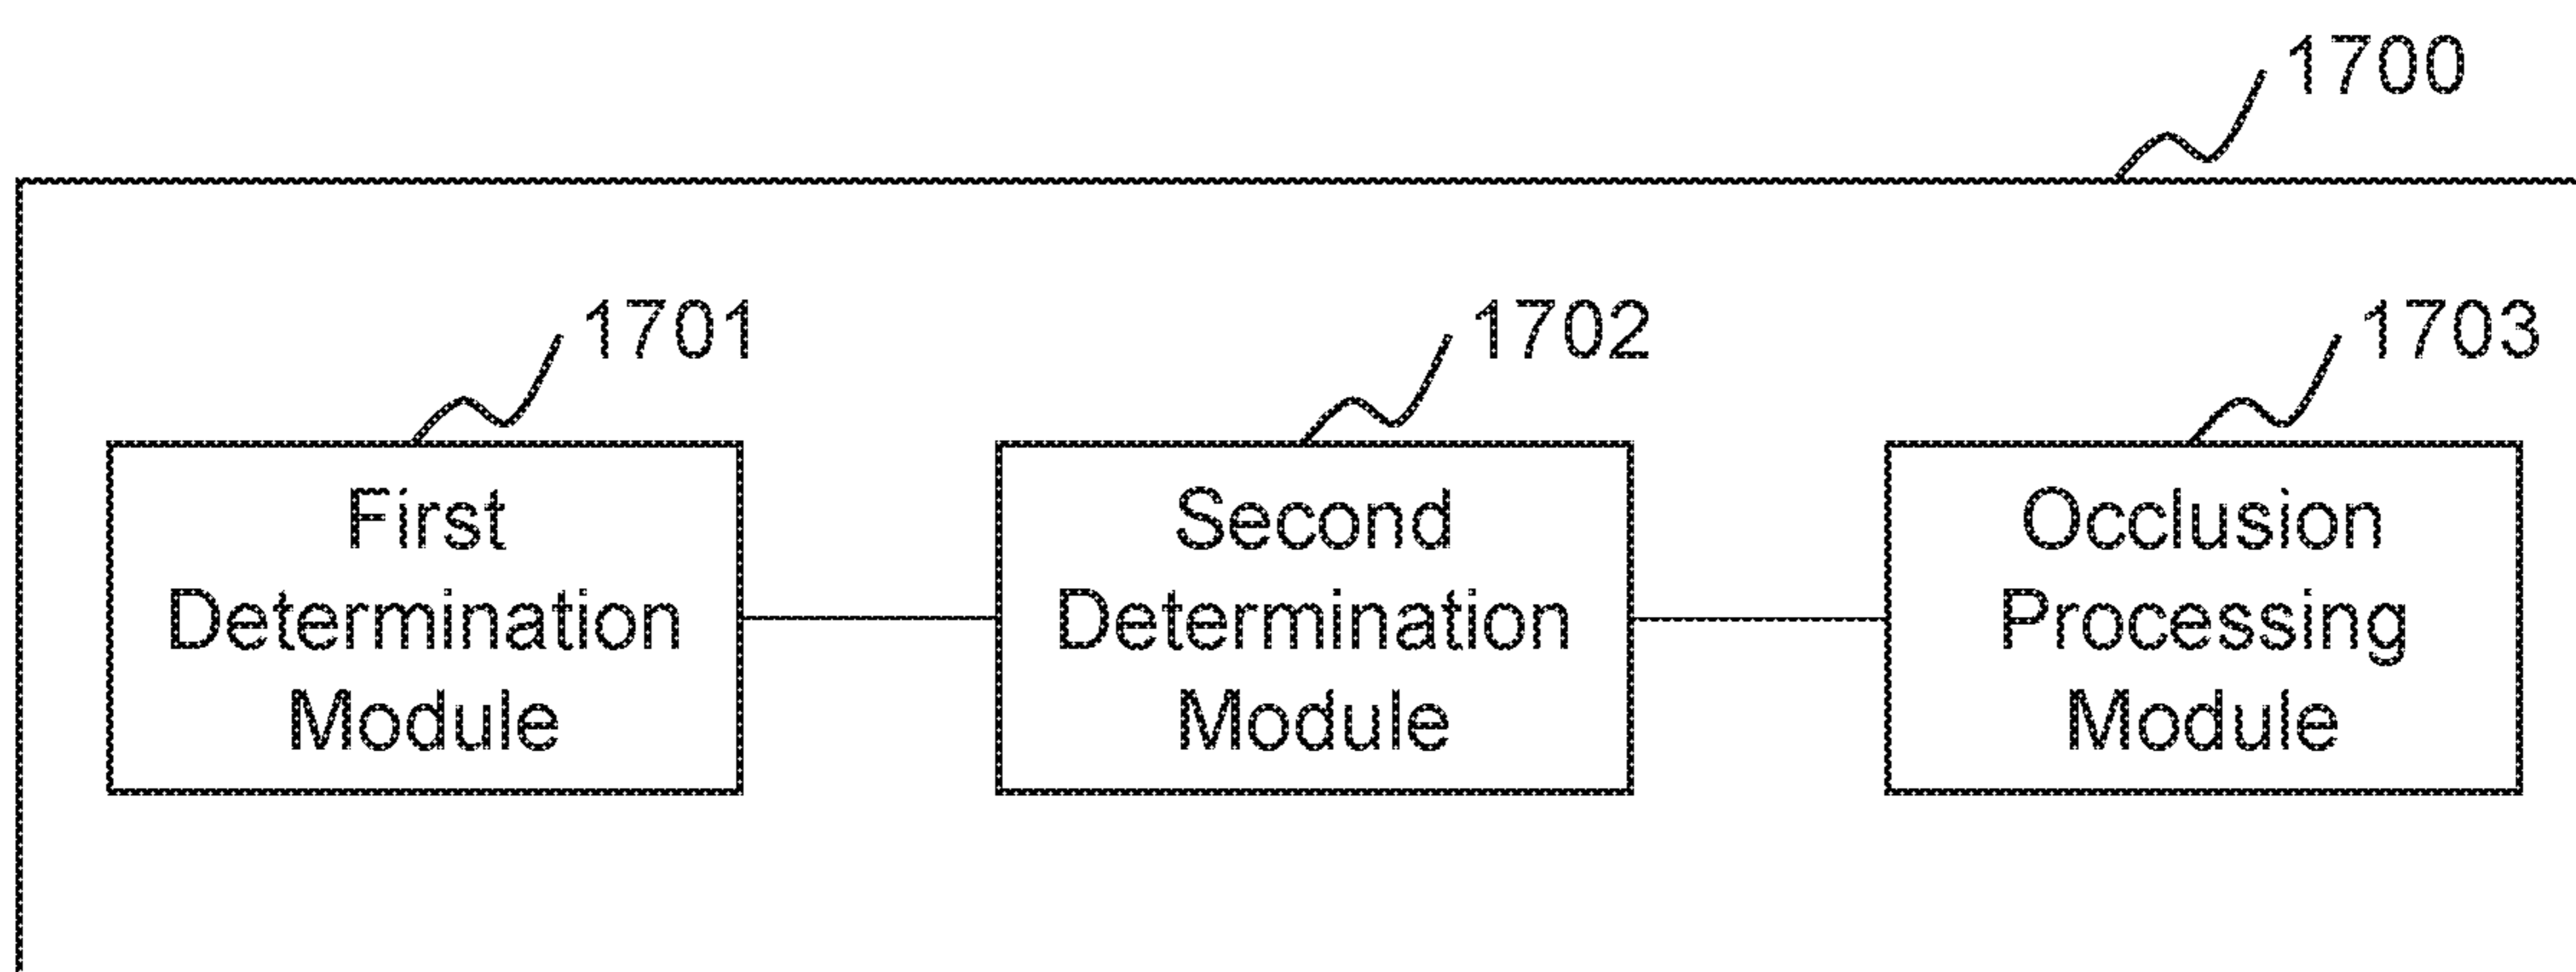 1700
1701
1702
1703
First
Determination
Module
Second
Determination
Module
Occlusion
Processing
Module